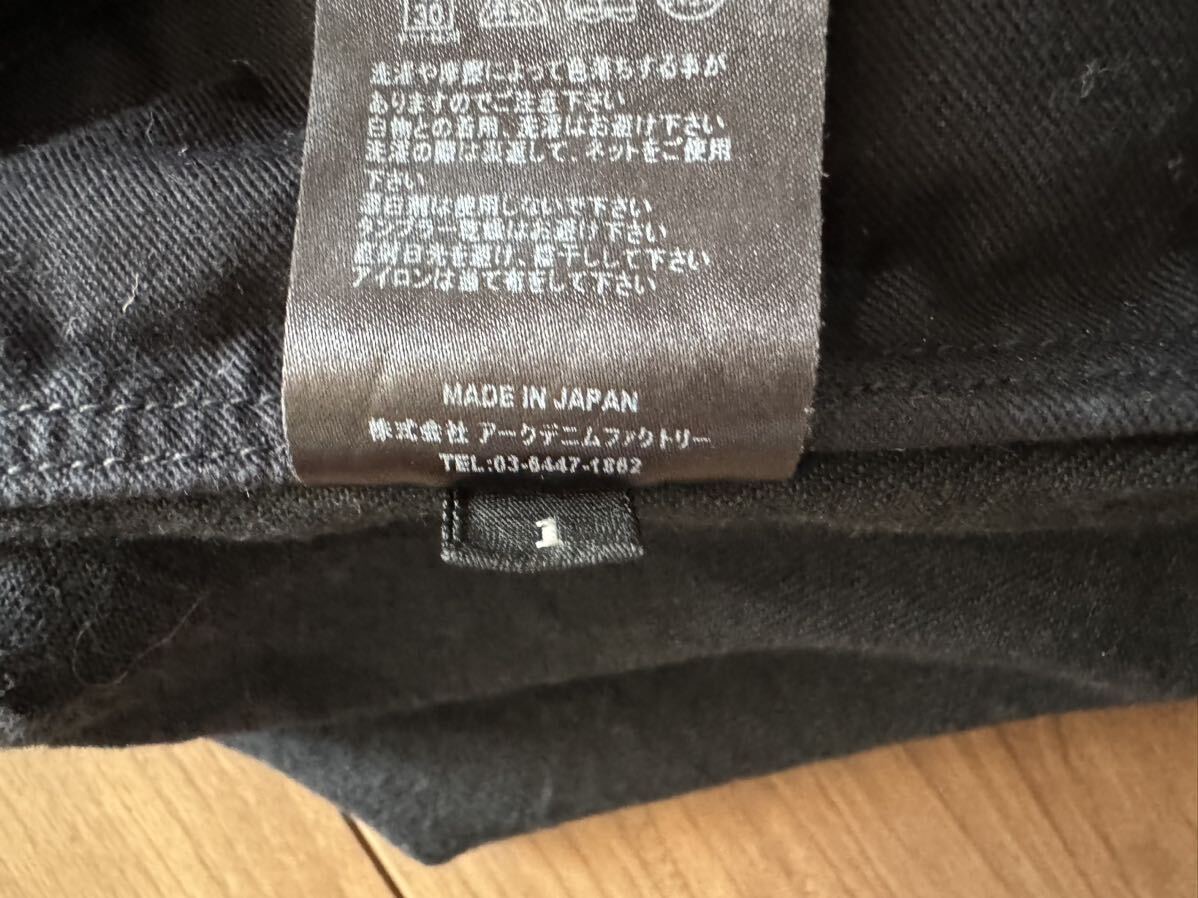 30
洗濯や摩擦によって色落ちする事が
ありますのでご注意下さい
白物との着用、洗濯はお避け下さい
洗濯の際は裏返して、ネットをご使用
下さい
漂白剤は使用しないで下さい
タンブラー乾燥はお避け下さい
直射日光を避け、陰干しして下さい
アイロンは当て布をして下さい
MADE IN JAPAN
株式会社 アークデニムファクトリー
TEL:03-6447-1862
1